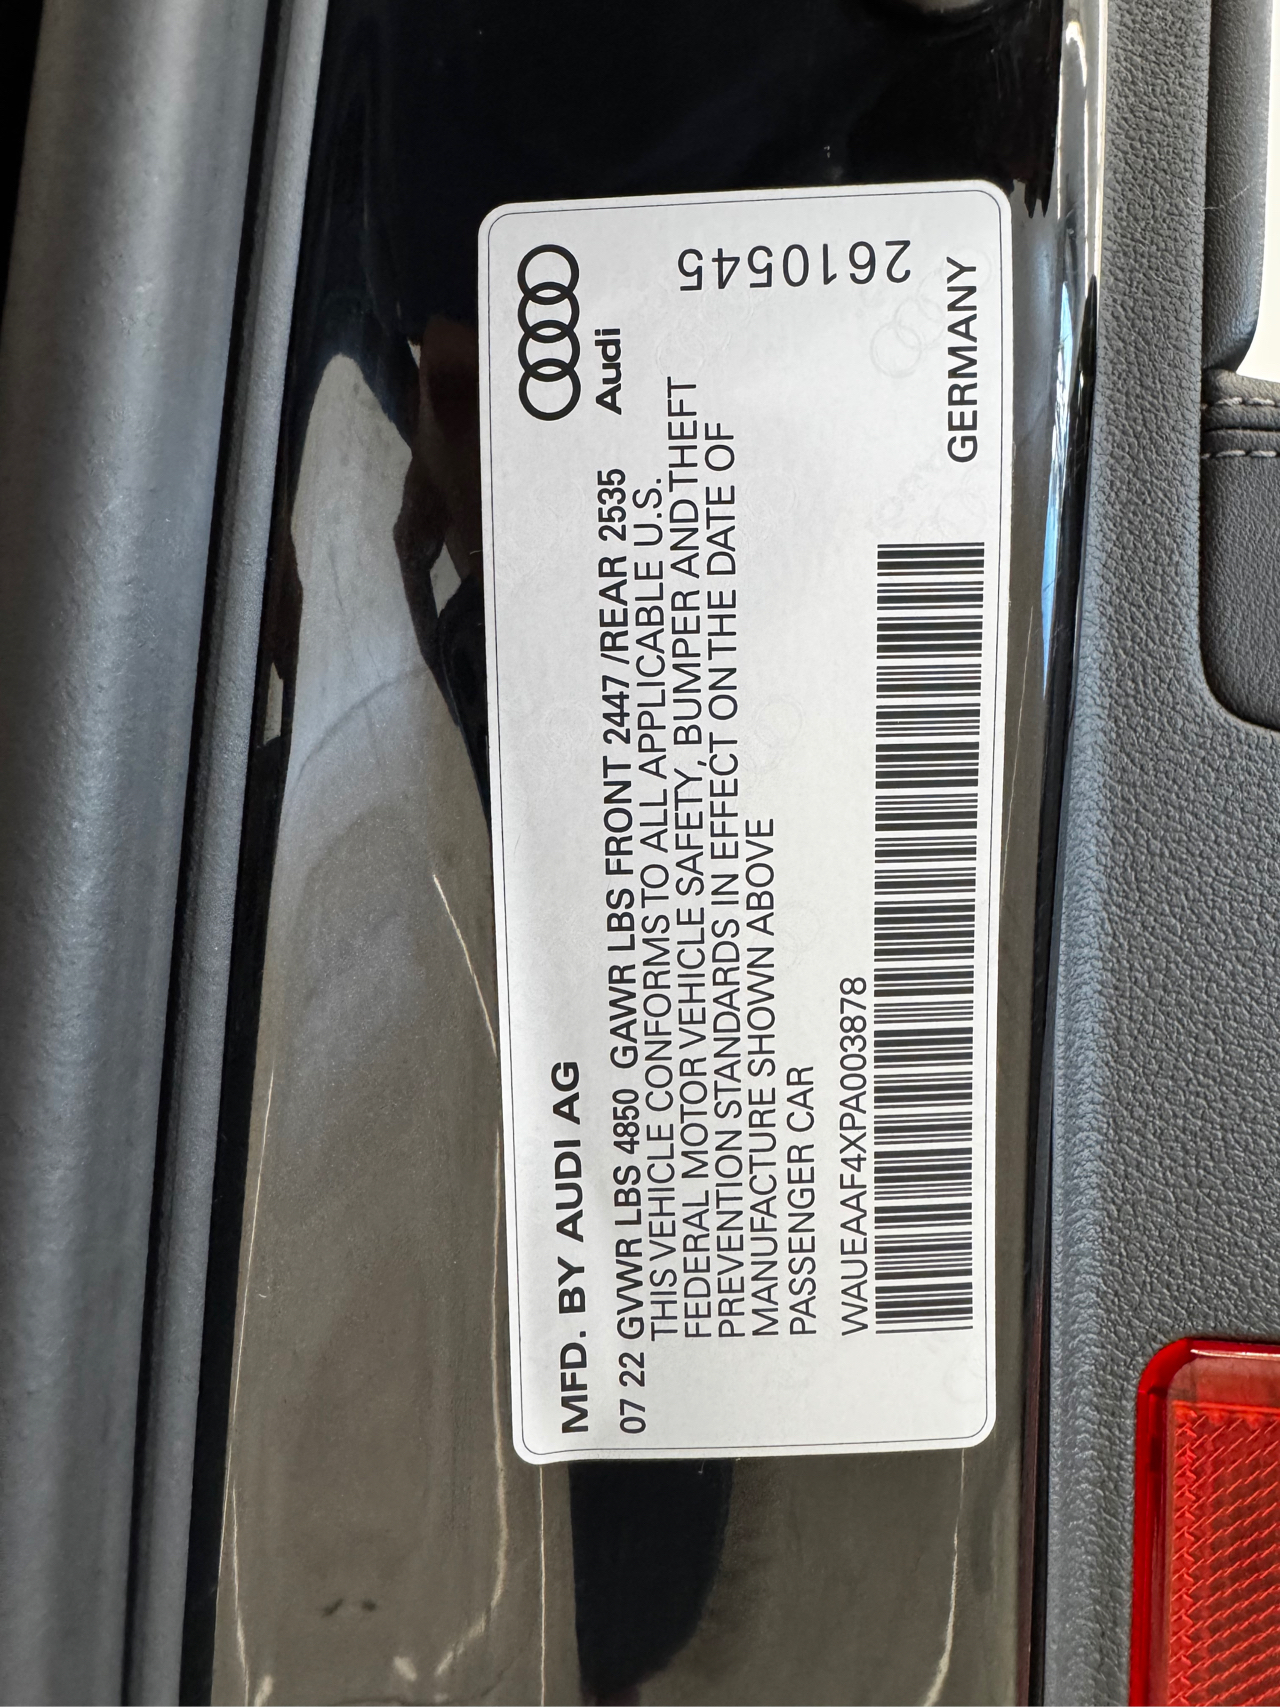 MFD. BY AUDI AG
Audi
07 22 GVWR LBS 4850 GAWR LBS FRONT 2447 /REAR 2535
THIS VEHICLE CONFORMS TO ALL APPLICABLE U.S.
FEDERAL MOTOR VEHICLE SAFETY, BUMPER AND THEFT
PREVENTION STANDARDS IN EFFECT ON THE DATE OF
MANUFACTURE SHOWN ABOVE
PASSENGER CAR
2610545
WAUEAAF4XPA003878
GERMANY